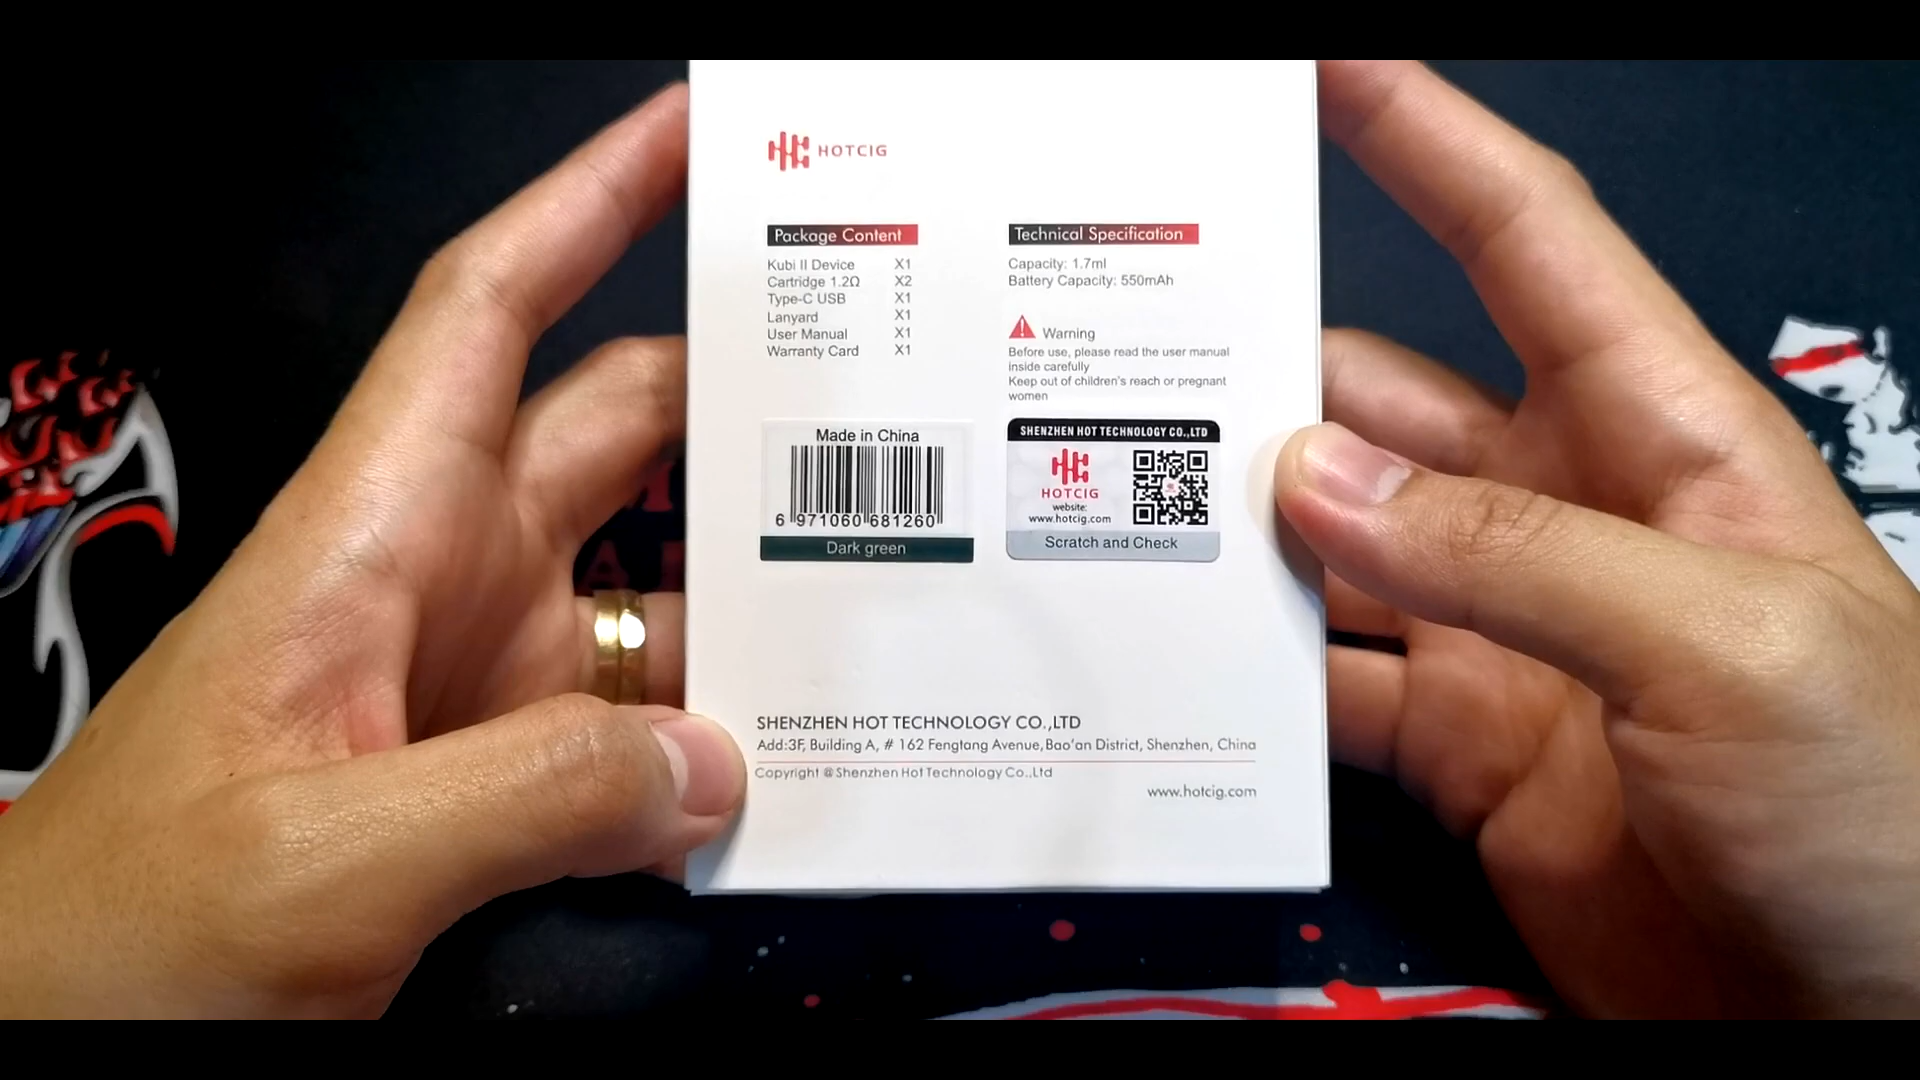 HOTCIG
Package Content
Kubi II Device X1
Cartridge 1.2Ω X2
Type-C USB X1
Lanyard X1
User Manual X1
Warranty Card X1
Technical Specification
Capacity: 1.7ml
Battery Capacity: 550mAh
Warning
Before use, please read the user manual
inside carefully
Keep out of children's reach or pregnant
women
Made in China
6 971060 681260
Dark green
SHENZHEN HOT TECHNOLOGY CO.,LTD
HOTCIG
website:
www.hotcig.com
Scratch and Check
SHENZHEN HOT TECHNOLOGY CO.,LTD
Add:3F, Building A, # 162 Fengtang Avenue, Bao'an District, Shenzhen, China
Copyright @ Shenzhen Hot Technology Co.,Ltd
www.hotcig.com